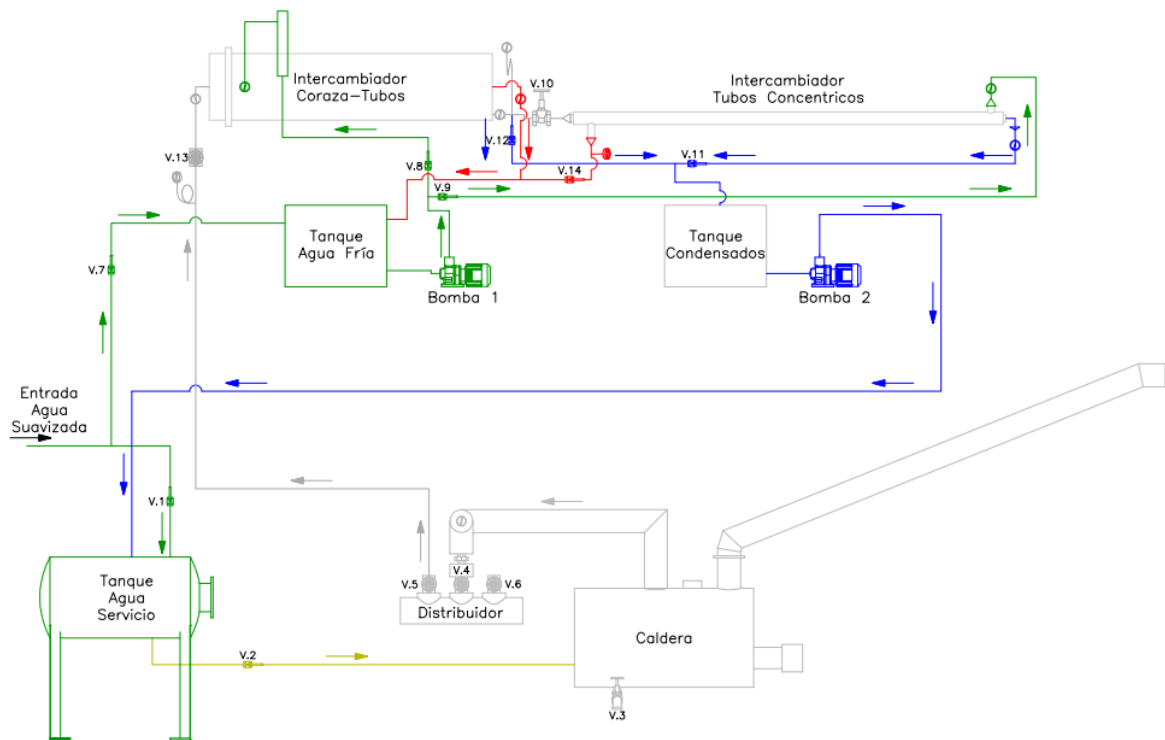 Intercambiador
Coraza-Tubos
V.10
Intercambiador
Tubos Concentricos
V.13
V.12
V.11
V.8
V.14
V.9
Tanque
Agua Fría
Tanque
Condensados
V.7
Bomba 1
Bomba 2
Entrada
Agua
Suavizada
V.1
Tanque
Agua
Servicio
V.5
V.4
V.6
Distribuidor
Caldera
V.2
V.3